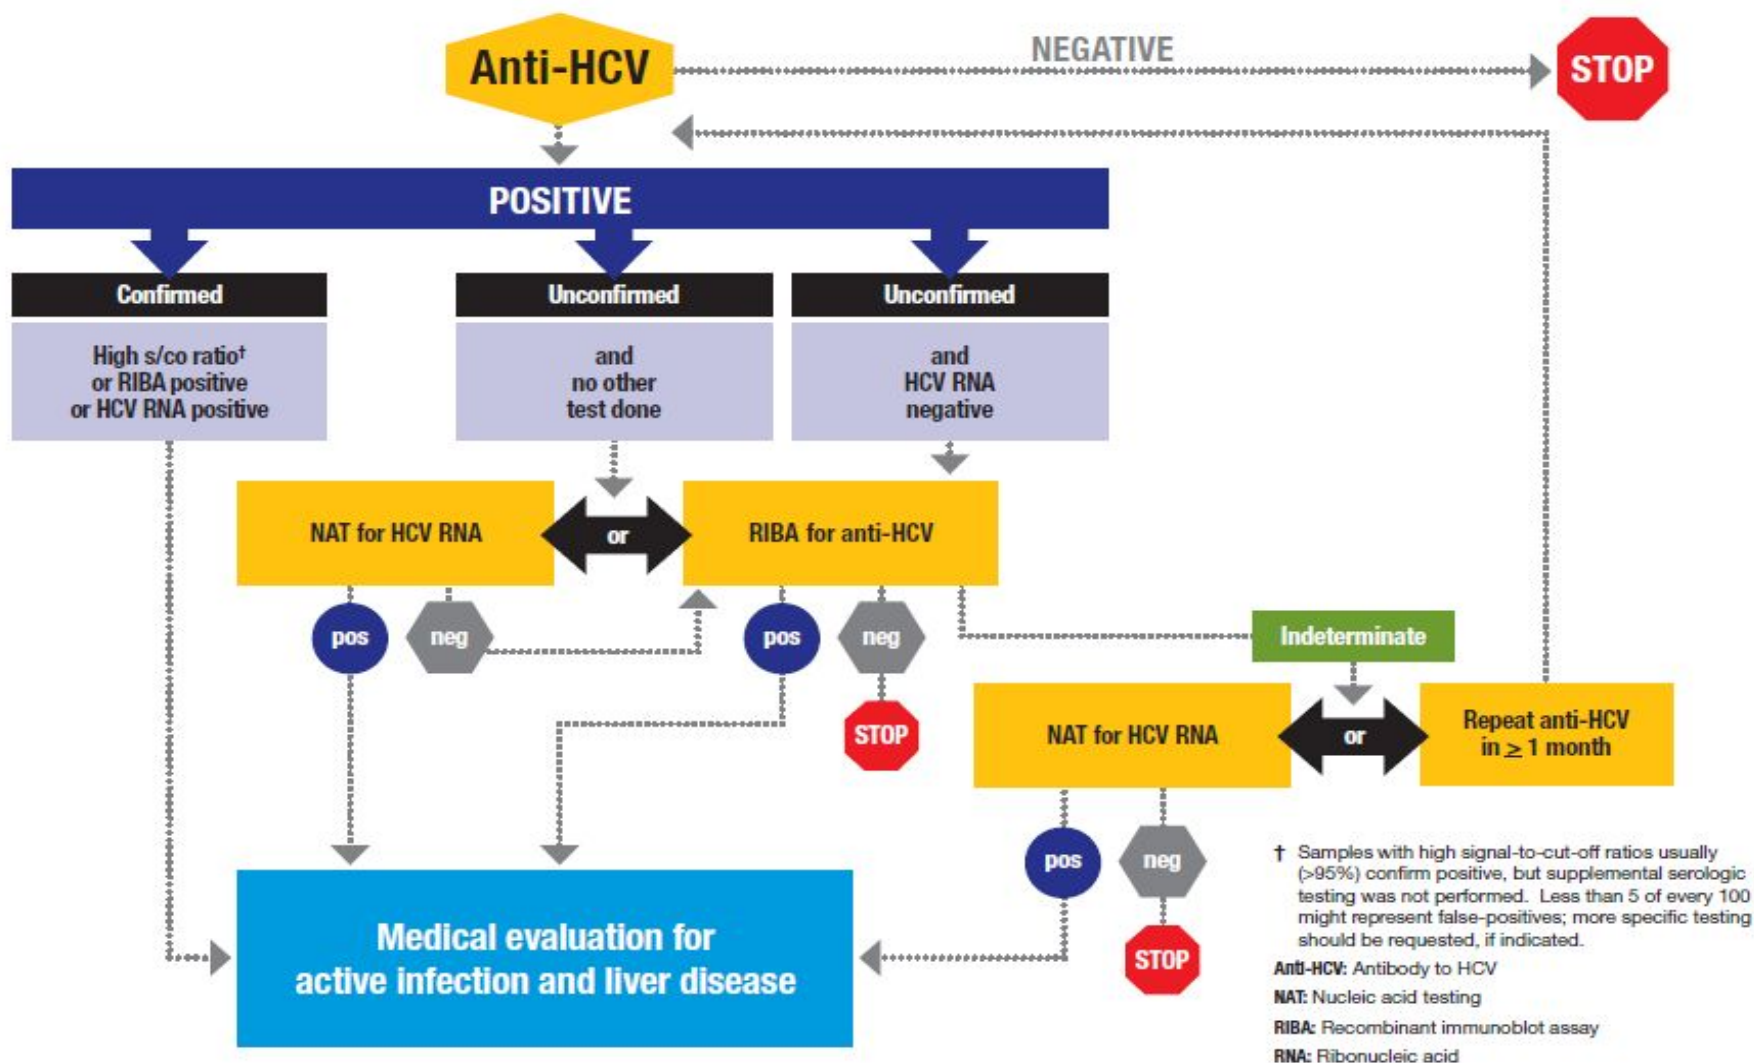 Anti-HCV
NEGATIVE
STOP
POSITIVE
Confirmed
High s/co ratio†
or RIBA positive
or HCV RNA positive
Unconfirmed
and
no other
test done
Unconfirmed
and
HCV RNA
negative
NAT for HCV RNA
or
RIBA for anti-HCV
pos
neg
pos
neg
STOP
Indeterminate
NAT for HCV RNA
or
Repeat anti-HCV
in ≥ 1 month
pos
neg
STOP
Medical evaluation for
active infection and liver disease
† Samples with high signal-to-cut-off ratios usually
(>95%) confirm positive, but supplemental serologic
testing was not performed. Less than 5 of every 100
might represent false-positives; more specific testing
should be requested, if indicated.
Anti-HCV: Antibody to HCV
NAT: Nucleic acid testing
RIBA: Recombinant immunoblot assay
RNA: Ribonucleic acid